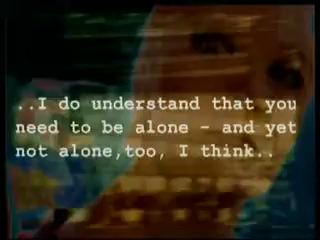 ..I do understand that you
need to be alone - and yet
not alone,too, I think..